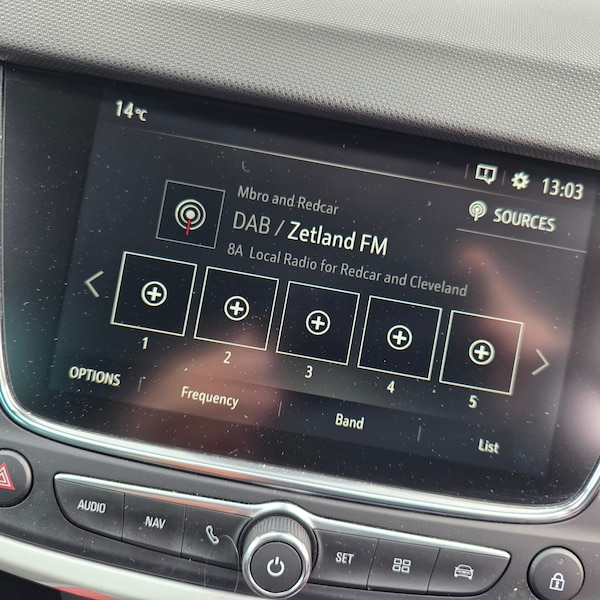 14°C
13:03
SOURCES
Mbro and Redcar
DAB / Zetland FM
8A Local Radio for Redcar and Cleveland
1 2 3 4 5
OPTIONS Frequency Band List
AUDIO NAV SET